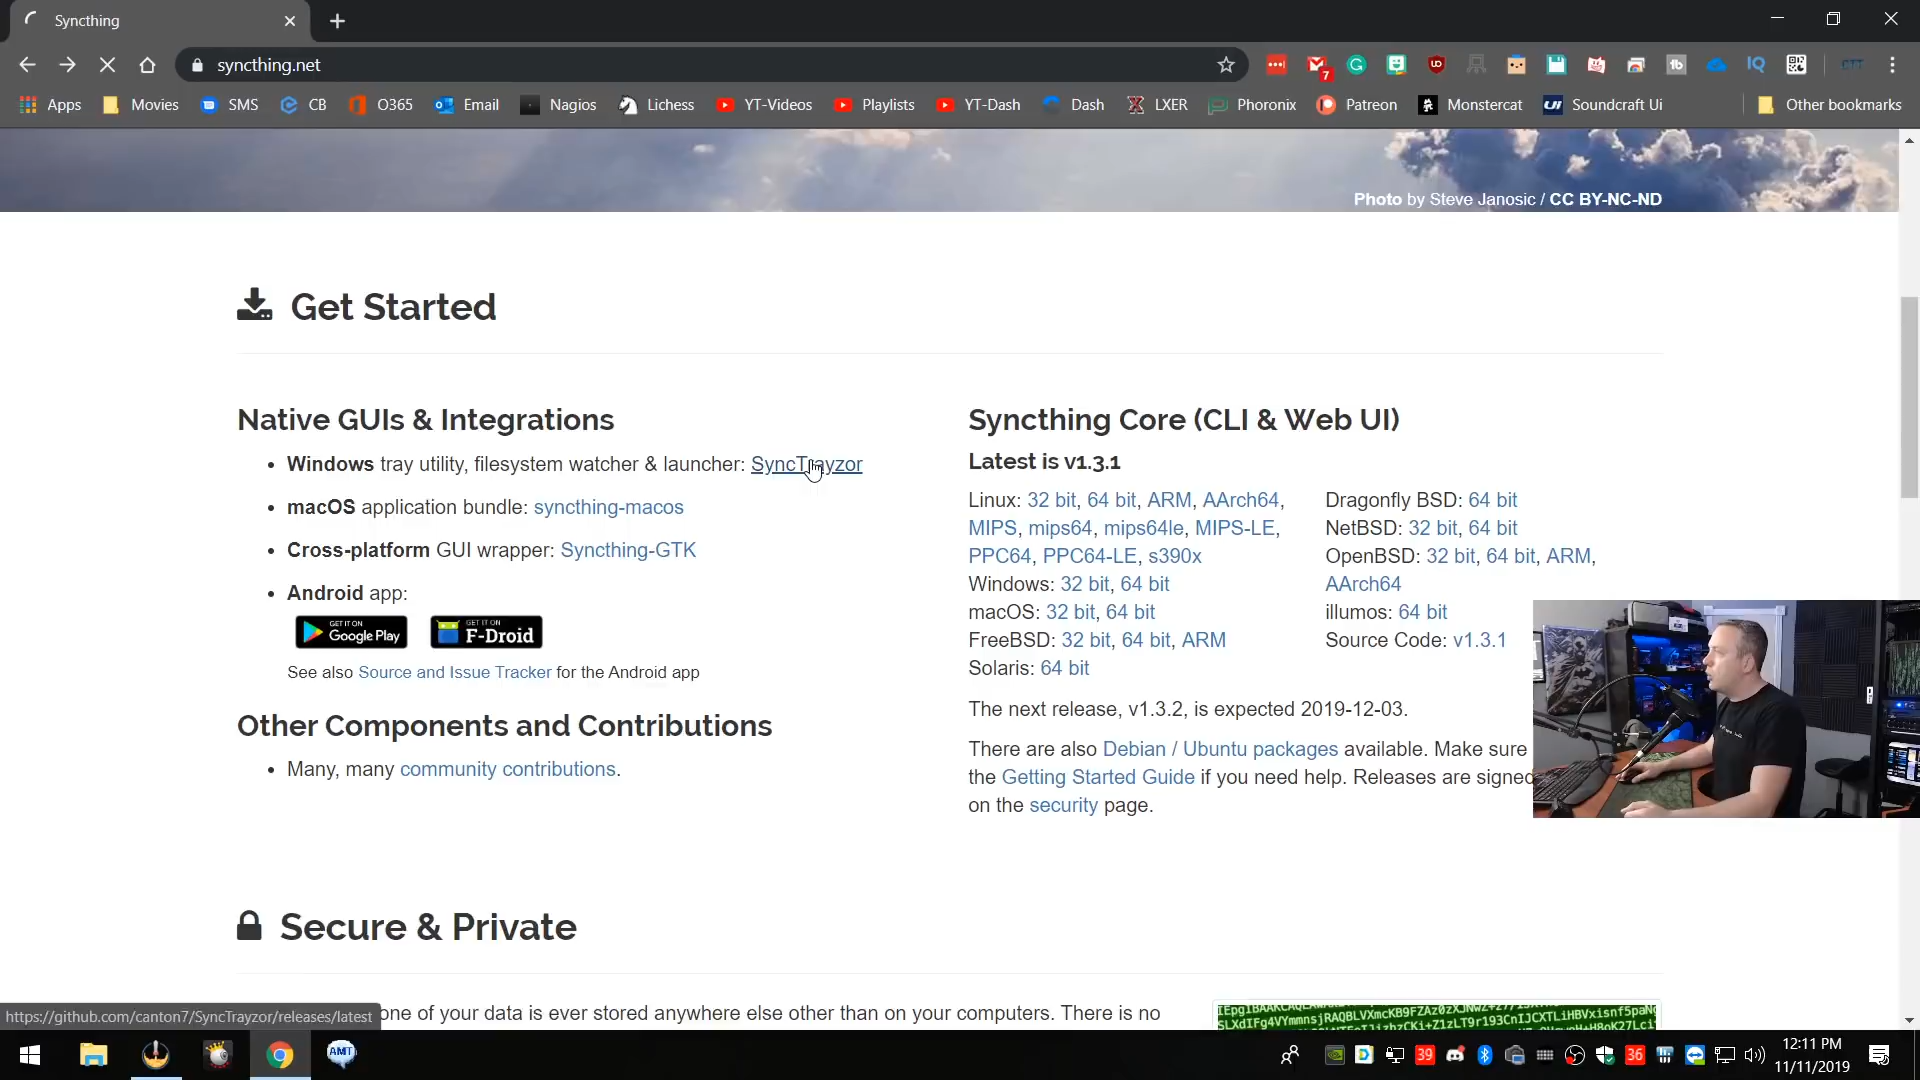 Syncthing
syncthing.net
7
Apps Movies SMS CB O365 Email Nagios Lichess YT-Videos Playlists YT-Dash Dash LXER Phoronix Patreon Monstercat Soundcraft Ui Other bookmarks
Photo by Steve Janosic / CC BY-NC-ND
Get Started
Native GUIs & Integrations
• Windows tray utility, filesystem watcher & launcher: SyncTrayzor
• macOS application bundle: syncthing-macos
• Cross-platform GUI wrapper: Syncthing-GTK
• Android app:
GET IT ON Google Play
GET IT ON F-Droid
See also Source and Issue Tracker for the Android app
Other Components and Contributions
• Many, many community contributions.
Syncthing Core (CLI & Web UI)
Latest is v1.3.1
Linux: 32 bit, 64 bit, ARM, AArch64,
MIPS, mips64, mips64le, MIPS-LE,
PPC64, PPC64-LE, s390x
Windows: 32 bit, 64 bit
macOS: 32 bit, 64 bit
FreeBSD: 32 bit, 64 bit, ARM
Solaris: 64 bit
Dragonfly BSD: 64 bit
NetBSD: 32 bit, 64 bit
OpenBSD: 32 bit, 64 bit, ARM,
AArch64
illumos: 64 bit
Source Code: v1.3.1
The next release, v1.3.2, is expected 2019-12-03.
There are also Debian / Ubuntu packages available. Make sure
the Getting Started Guide if you need help. Releases are signed
on the security page.
Secure & Private
one of your data is ever stored anywhere else other than on your computers. There is no
https://github.com/canton7/SyncTrayzor/releases/latest
AMT
39
36
12:11 PM
11/11/2019